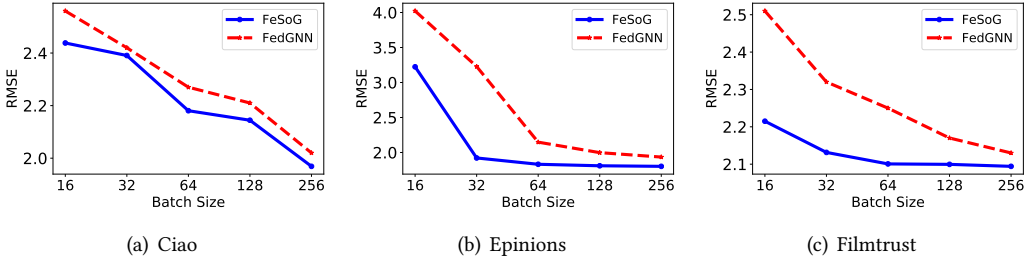 RMSE
2.4
2.2
2.0
FeSoG
FedGNN
16 32 64 128 256
Batch Size
(a) Ciao
RMSE
4.0
3.5
3.0
2.5
2.0
FeSoG
FedGNN
16 32 64 128 256
Batch Size
(b) Epinions
RMSE
2.5
2.4
2.3
2.2
2.1
FeSoG
FedGNN
16 32 64 128 256
Batch Size
(c) Filmtrust